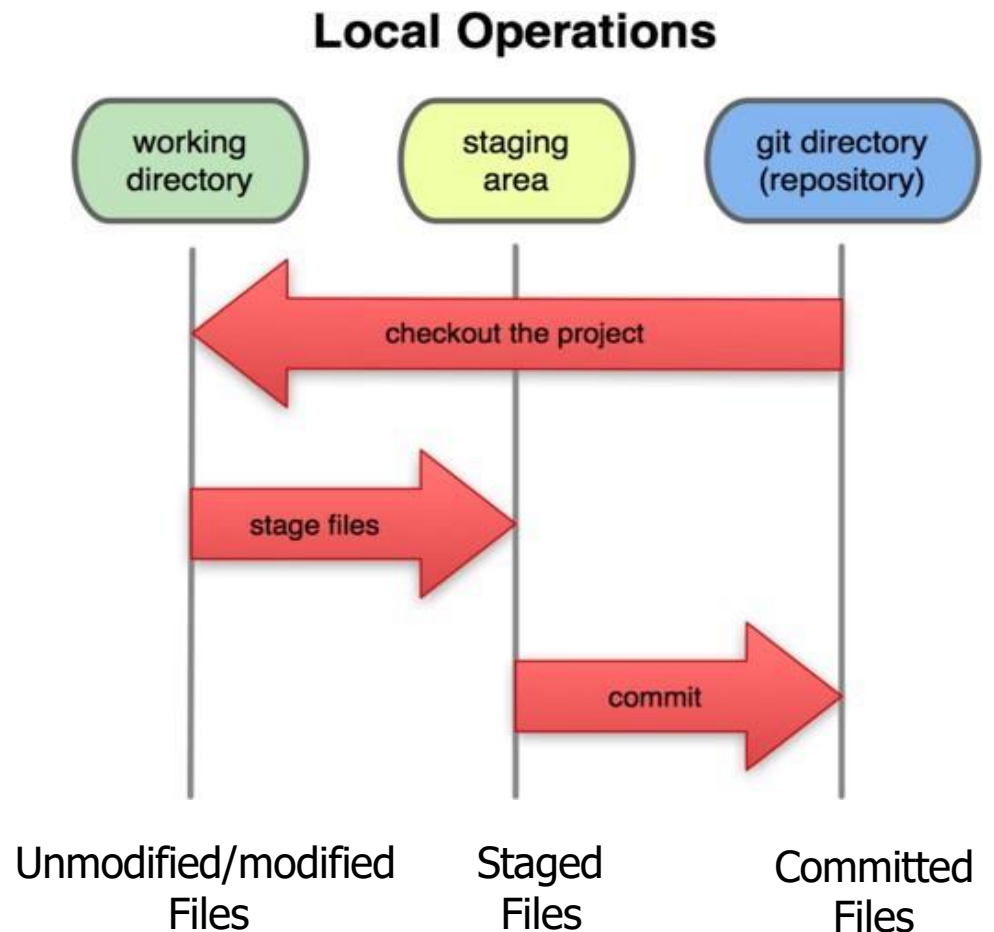 Local Operations
working
directory
staging
area
git directory
(repository)
checkout the project
stage files
commit
Unmodified/modified
Files
Staged
Files
Committed
Files